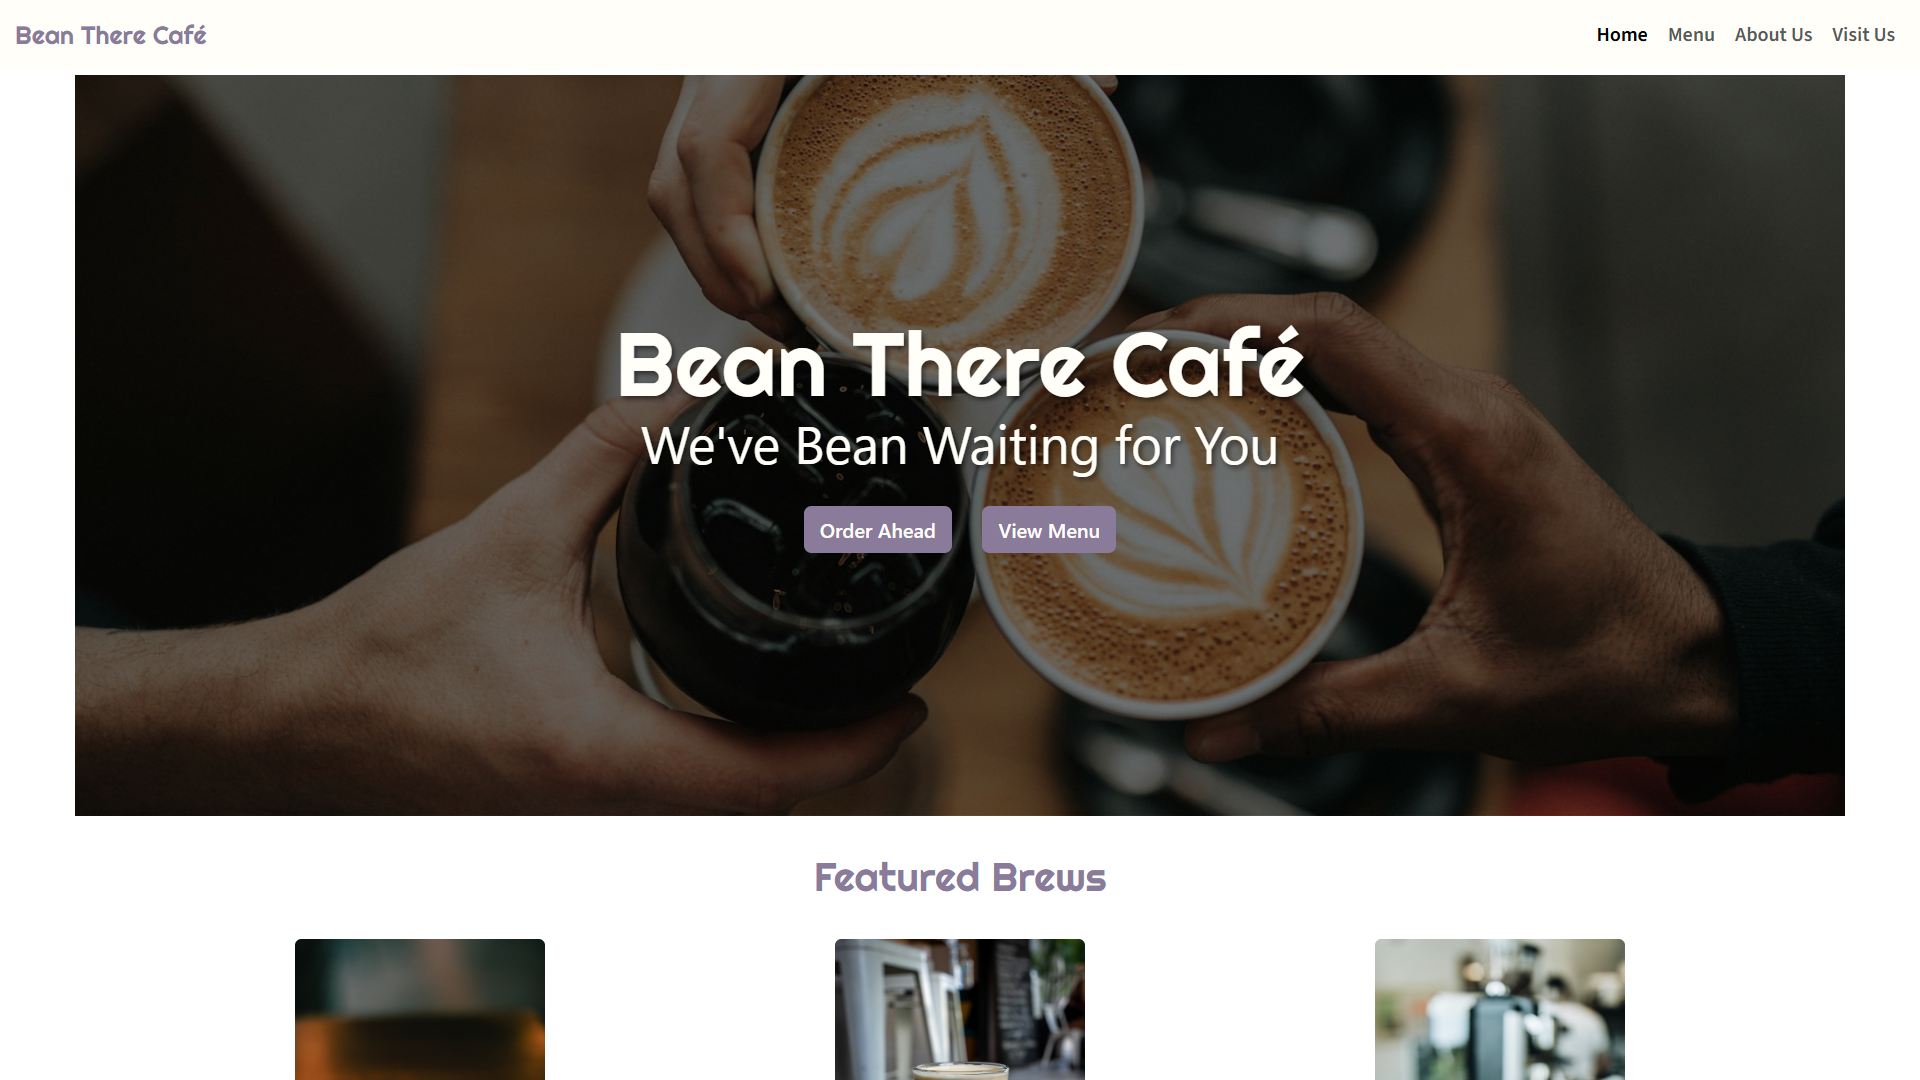 Bean There Café
Home Menu About Us Visit Us
Bean There Café
We've Bean Waiting for You
Order Ahead View Menu
Featured Brews